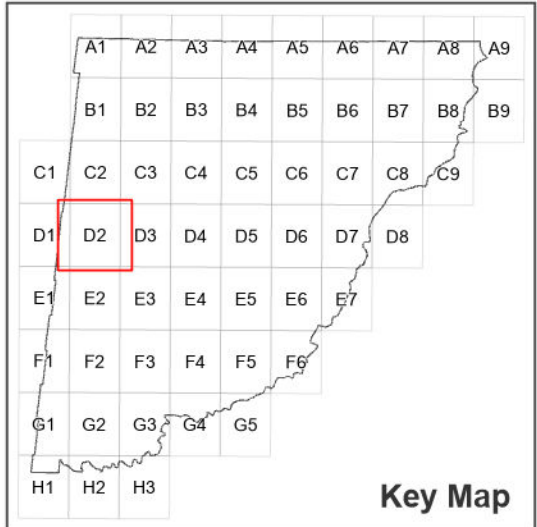 A1 A2 A3 A4 A5 A6 A7 A8 A9
B1 B2 B3 B4 B5 B6 B7 B8 B9
C1 C2 C3 C4 C5 C6 C7 C8 C9
D1 D2 D3 D4 D5 D6 D7 D8
E1 E2 E3 E4 E5 E6 E7
F1 F2 F3 F4 F5 F6
G1 G2 G3 G4 G5
H1 H2 H3
Key Map